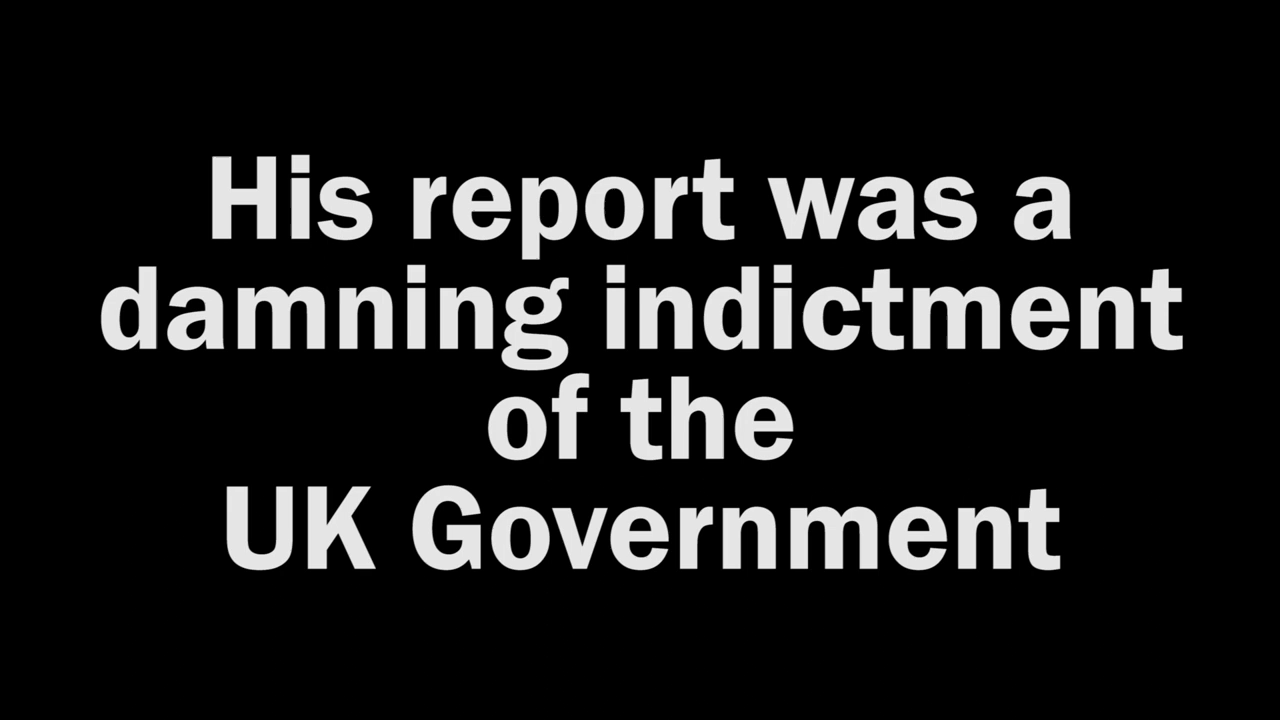 His report was a
damning indictment
of the
UK Government